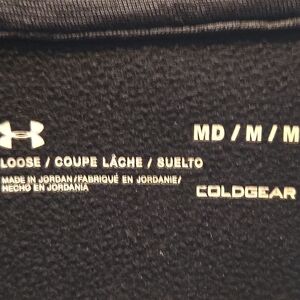 MD / M / M
LOOSE / COUPE LÂCHE / SUELTO
MADE IN JORDAN/FABRIQUÉ EN JORDANIE/
HECHO EN JORDANIA
COLDGEAR